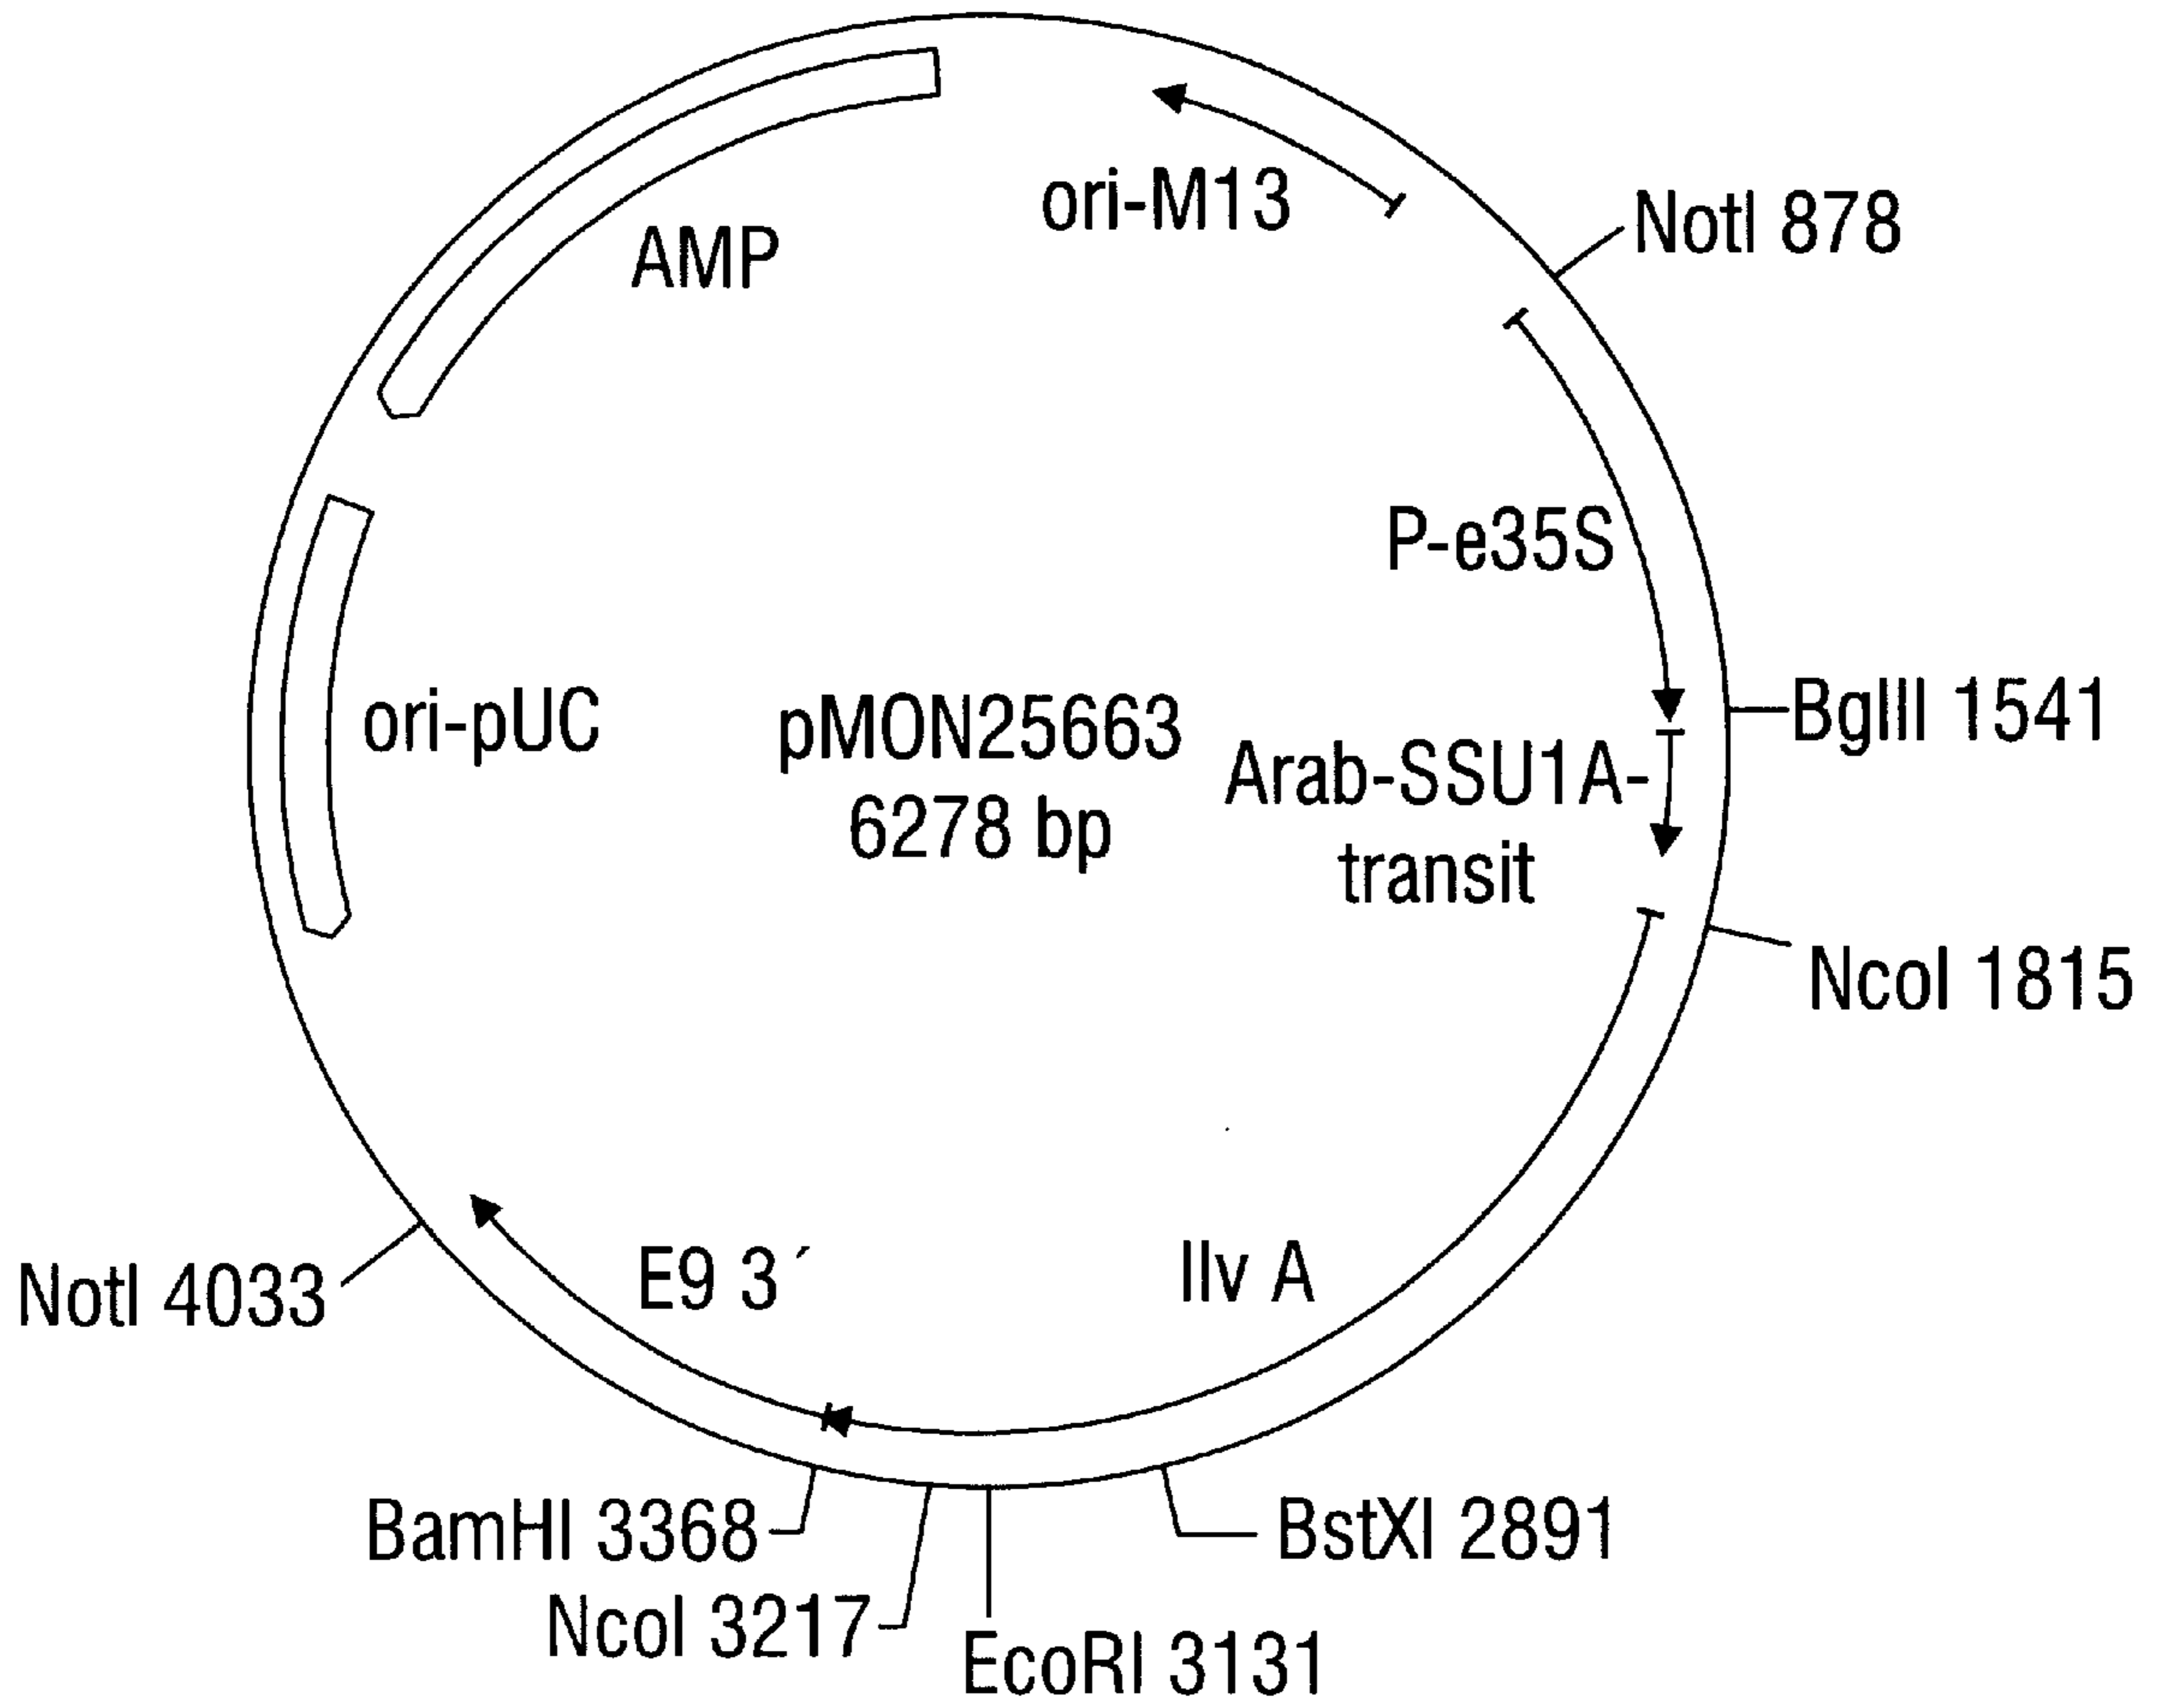 ori-M13
NotI 878
AMP
P-e35S
ori-pUC
pMON25663
6278 bp
BglII 1541
Arab-SSU1A-
transit
NcoI 1815
E9 3´
Ilv A
NotI 4033
BamHI 3368
BstXI 2891
NcoI 3217
EcoRI 3131